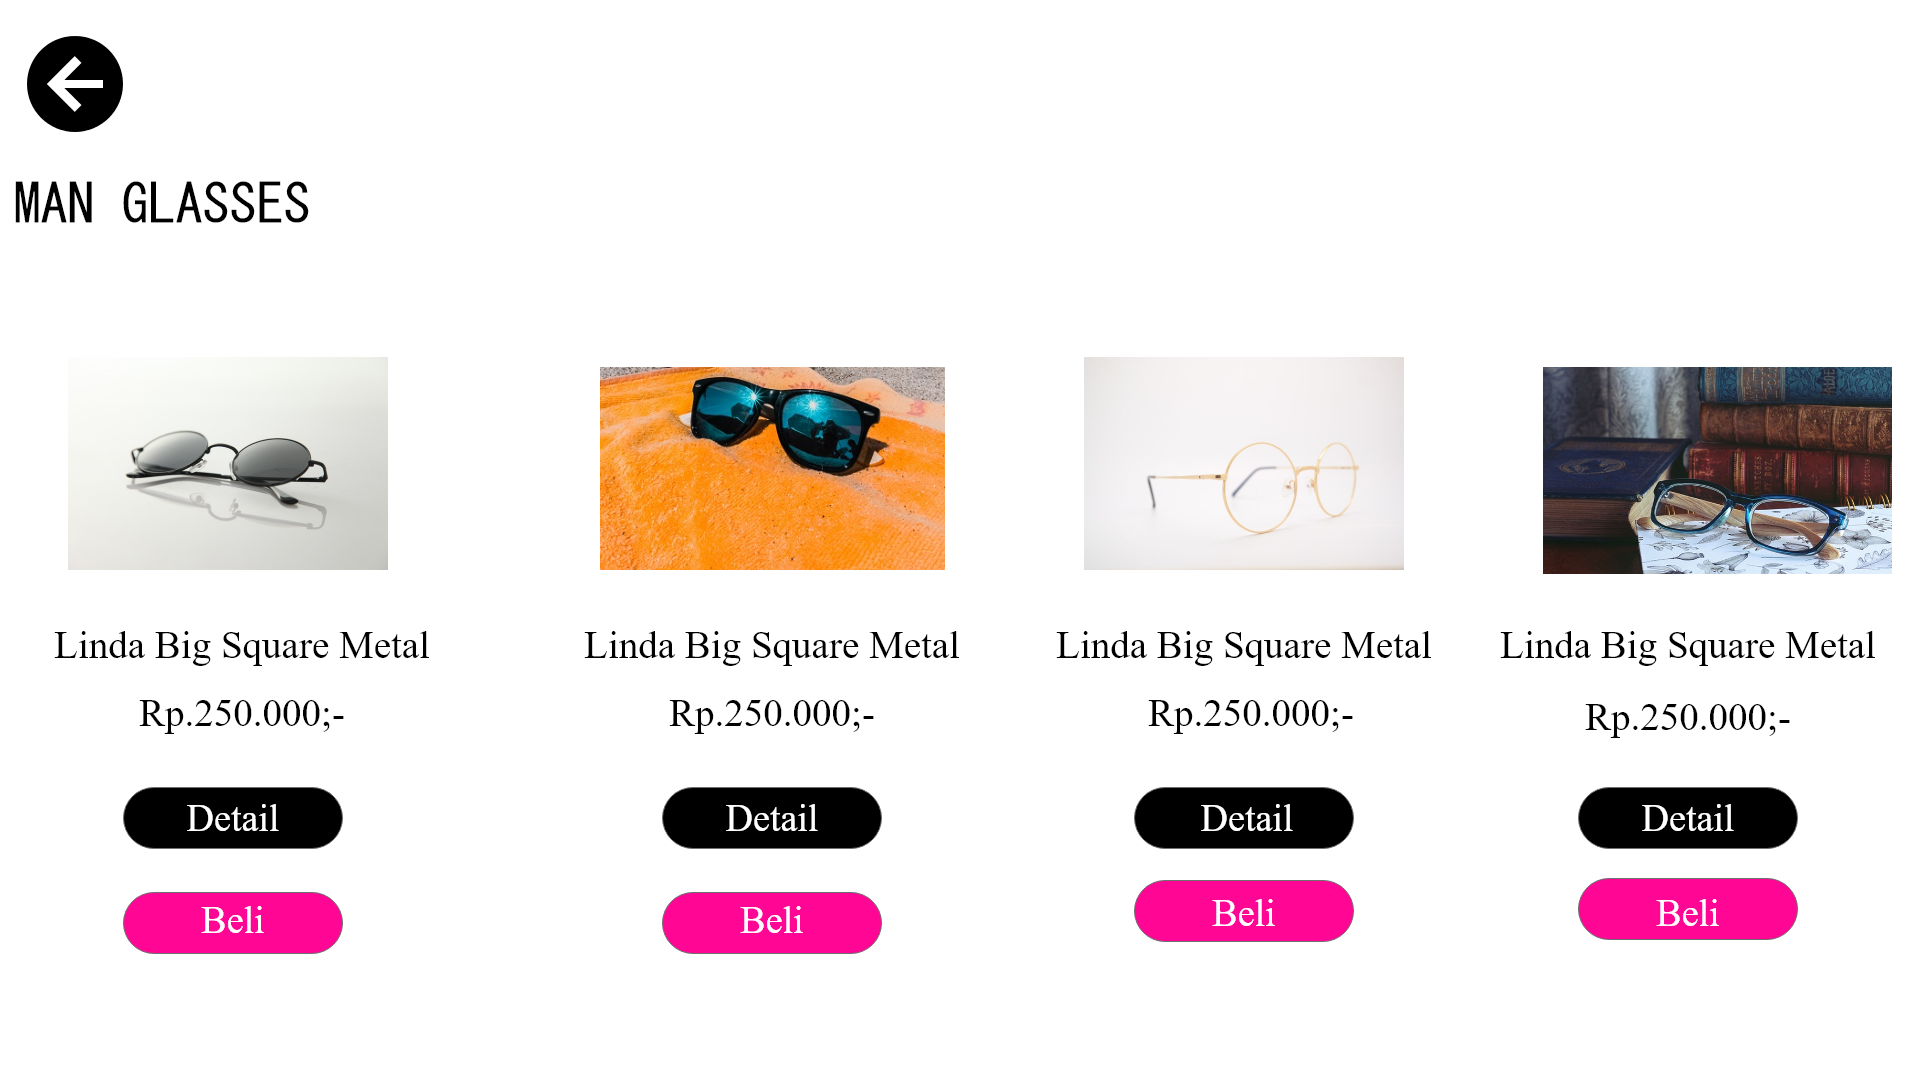 MAN GLASSES
Linda Big Square Metal
Rp.250.000;-
Detail
Beli
Linda Big Square Metal
Rp.250.000;-
Detail
Beli
Linda Big Square Metal
Rp.250.000;-
Detail
Beli
Linda Big Square Metal
Rp.250.000;-
Detail
Beli